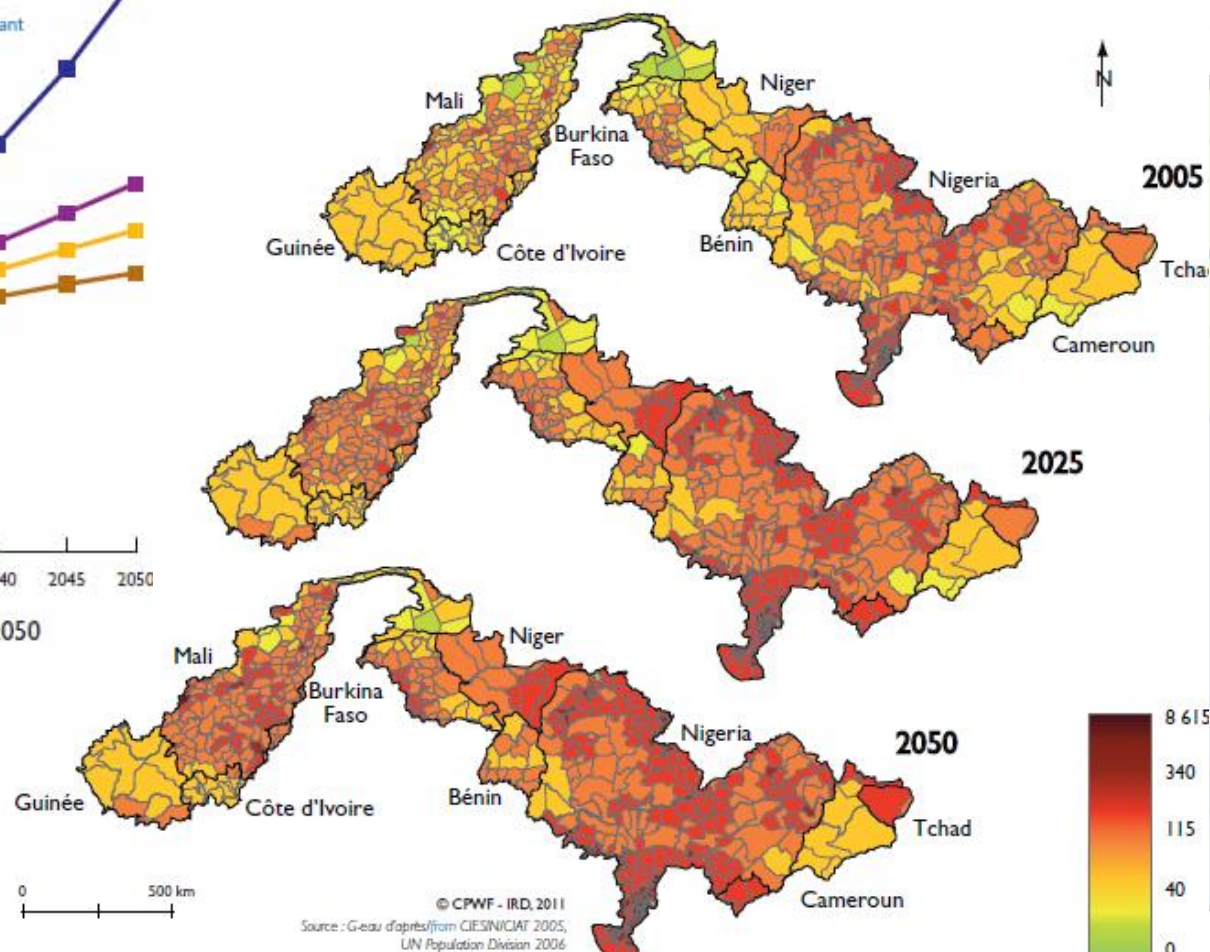 ant
Mali
Niger
N
Burkina
Faso
2005
Nigeria
Guinée
Bénin
Côte d'Ivoire
Tchad
Cameroun
2025
40 2045 2050
050
Niger
Mali
Burkina
Faso
Nigeria
2050
8 615
340
Guinée
Bénin
Côte d'Ivoire
Tchad
115
0 500 km
40
Cameroun
© CPWF - IRD, 2011
Source : G-eau d'après/from CIESIN/CIAT 2005,
UN Population Division 2006
0